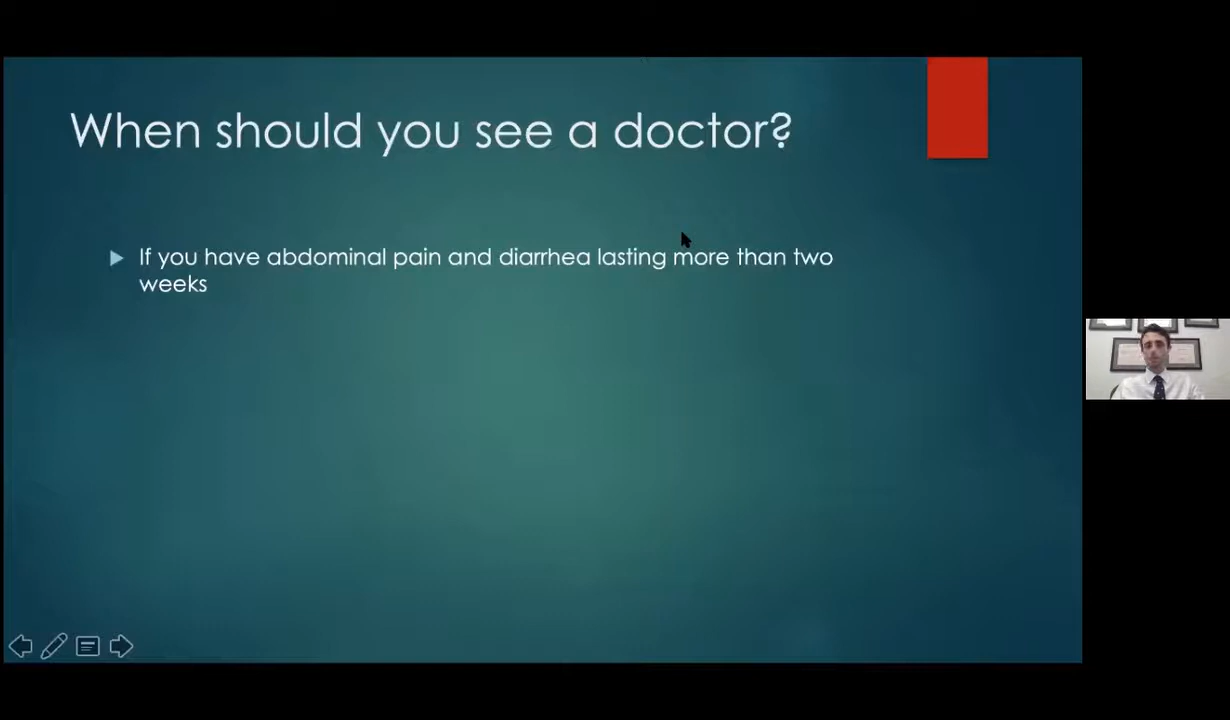 When should you see a doctor?
If you have abdominal pain and diarrhea lasting more than two
weeks